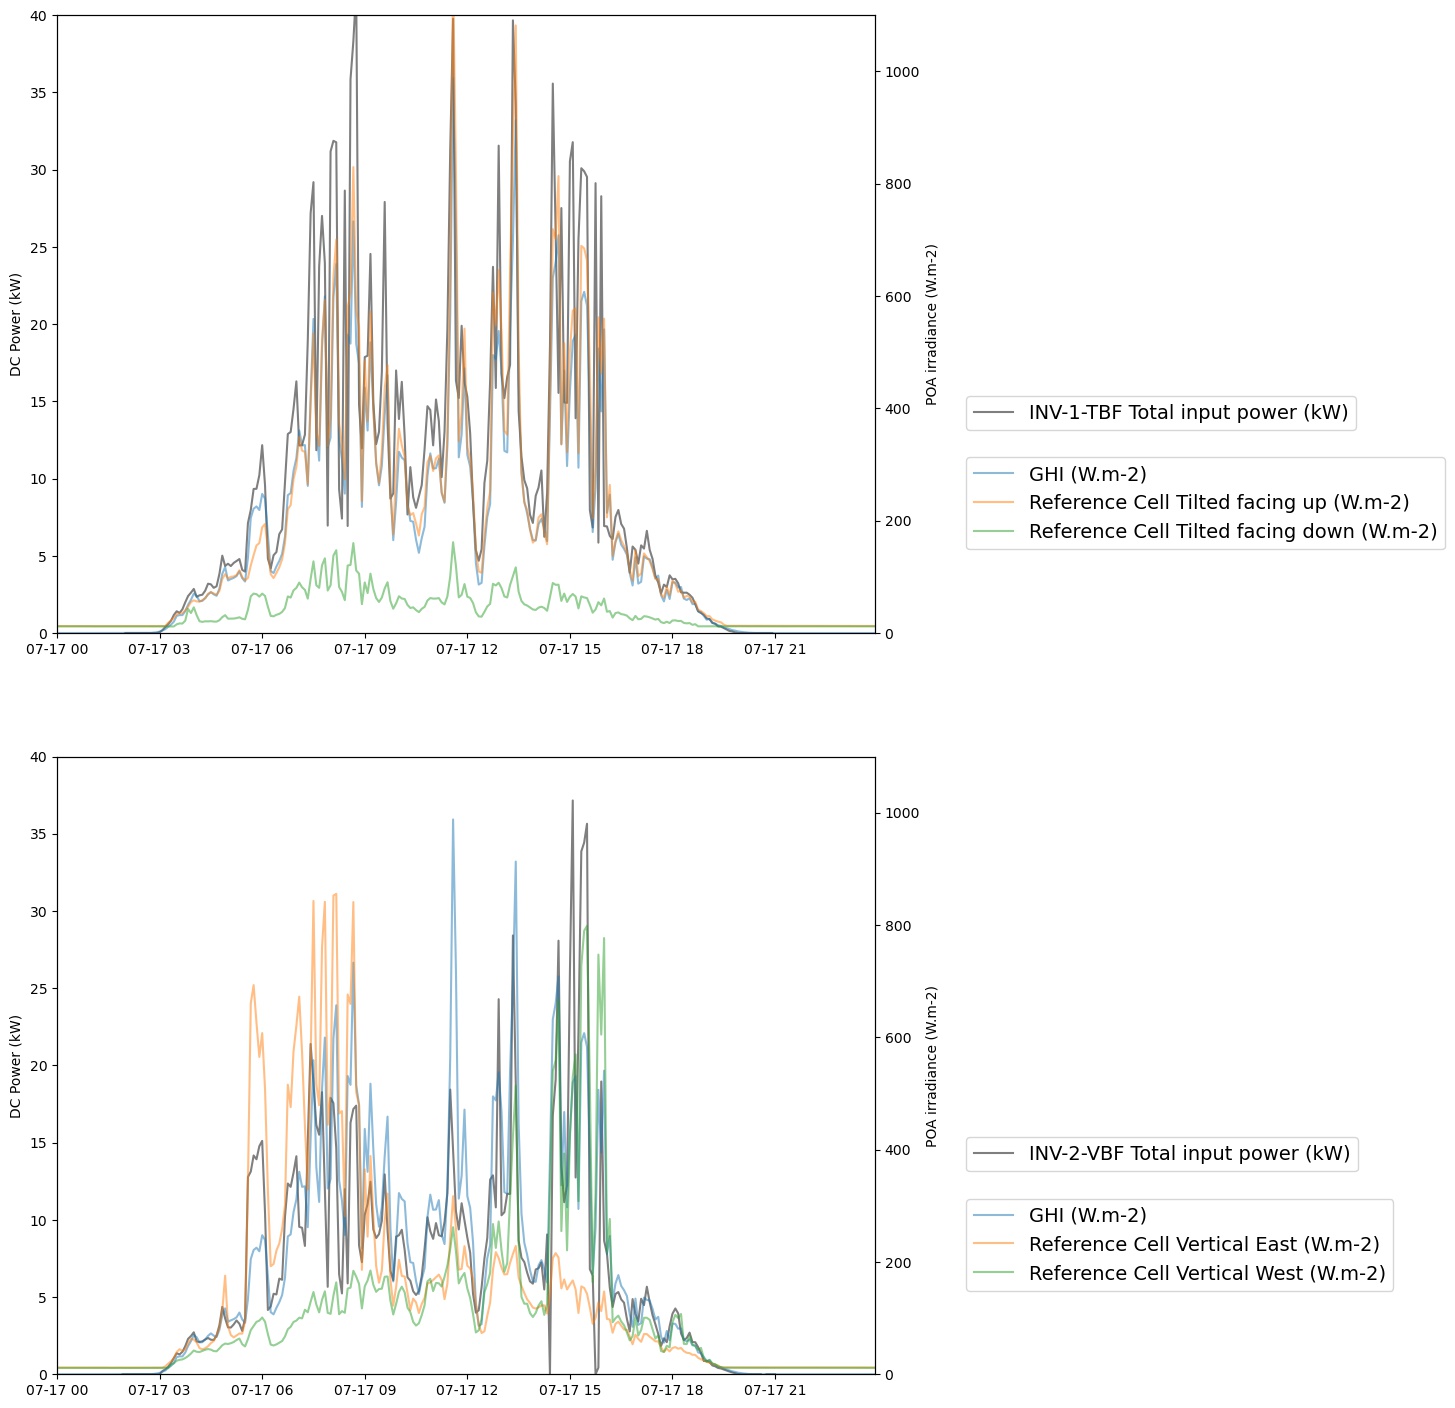 40
35
30
25
20
15
10
5
0
DC Power (kW)
1000
800
600
400
200
0
POA irradiance (W.m-2)
07-17 00 07-17 03 07-17 06 07-17 09 07-17 12 07-17 15 07-17 18 07-17 21
INV-1-TBF Total input power (kW)
GHI (W.m-2)
Reference Cell Tilted facing up (W.m-2)
Reference Cell Tilted facing down (W.m-2)
40
35
30
25
20
15
10
5
0
DC Power (kW)
1000
800
600
400
200
0
POA irradiance (W.m-2)
07-17 00 07-17 03 07-17 06 07-17 09 07-17 12 07-17 15 07-17 18 07-17 21
INV-2-VBF Total input power (kW)
GHI (W.m-2)
Reference Cell Vertical East (W.m-2)
Reference Cell Vertical West (W.m-2)